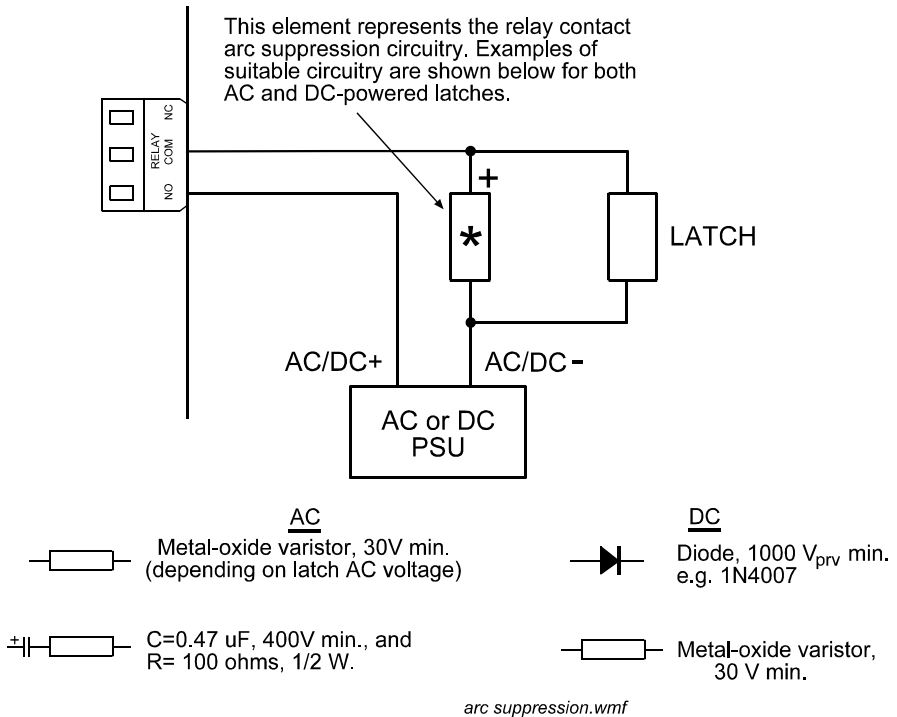 This element represents the relay contact
arc suppression circuitry. Examples of
suitable circuitry are shown below for both
AC and DC-powered latches.
NC
RELAY
COM
NO
+
*
LATCH
AC/DC+
AC/DC-
AC or DC
PSU
AC
Metal-oxide varistor, 30V min.
(depending on latch AC voltage)
+
C=0.47 uF, 400V min., and
R= 100 ohms, 1/2 W.
DC
Diode, 1000 Vprv min.
e.g. 1N4007
Metal-oxide varistor,
30 V min.
arc suppression.wmf